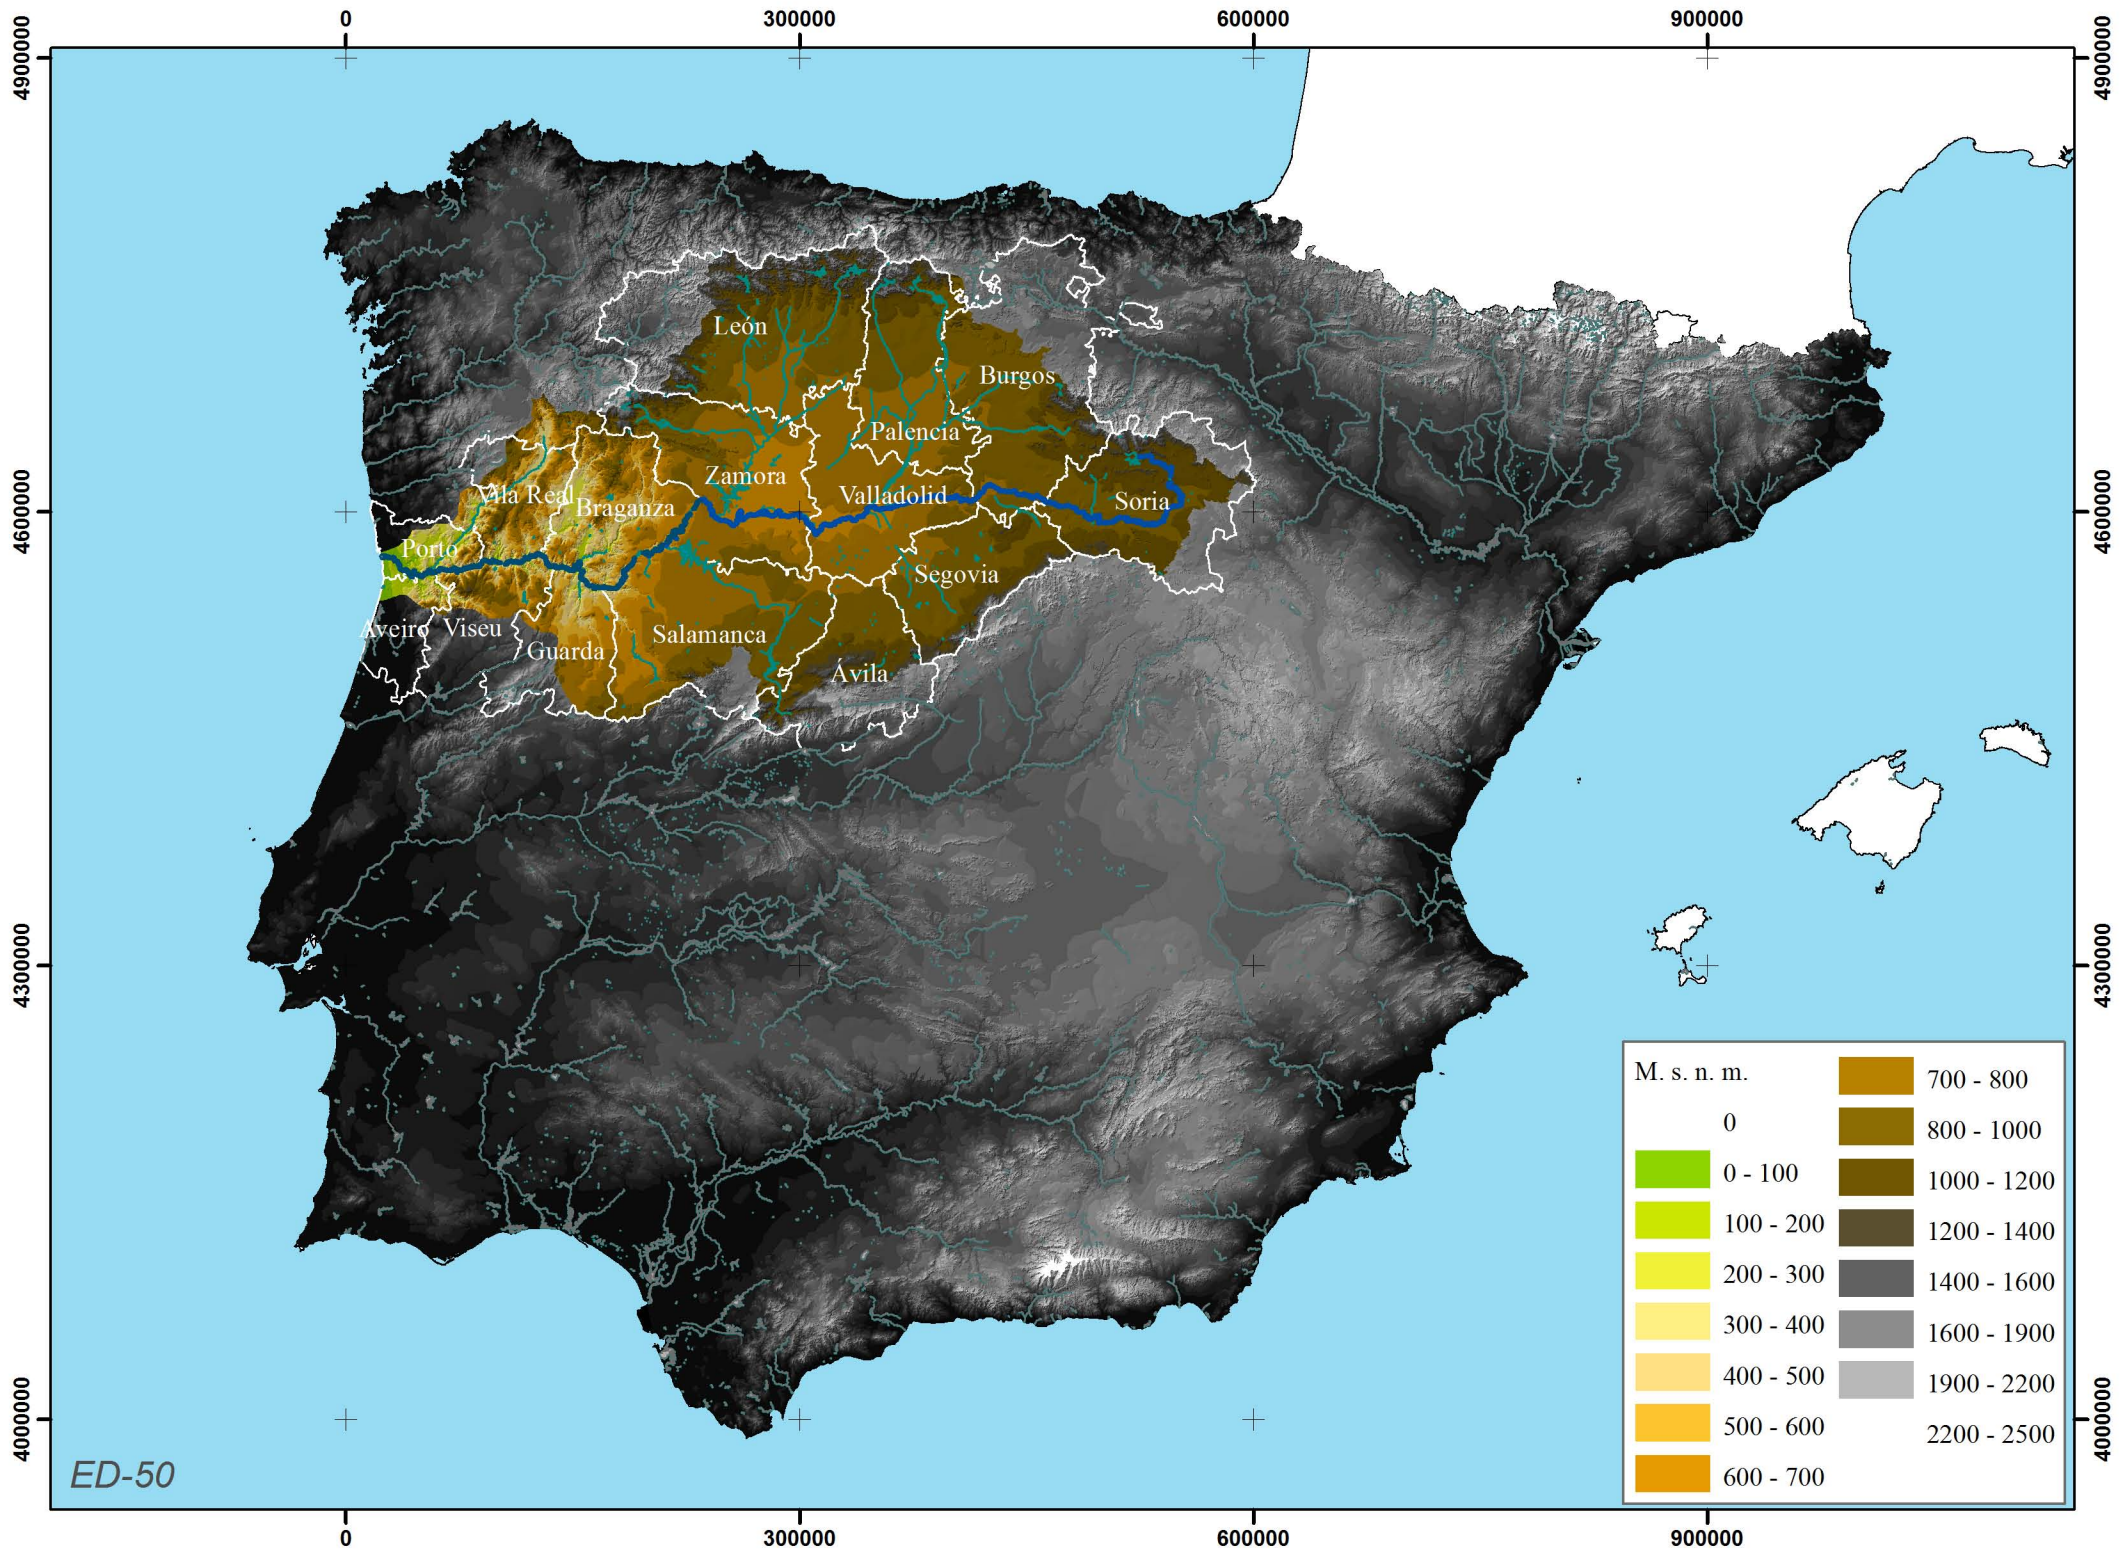 0 300000 600000 900000
4900000 4900000
León
Burgos
Palencia
Zamora
Vila Real
Valladolid
Soria
Braganza
4600000 4600000
Porto
Segovia
Aveiro
Viseu
Salamanca
Guarda
Ávila
4300000 4300000
M. s. n. m.
0
0 - 100
100 - 200
200 - 300
300 - 400
400 - 500
500 - 600
600 - 700
700 - 800
800 - 1000
1000 - 1200
1200 - 1400
1400 - 1600
1600 - 1900
1900 - 2200
2200 - 2500
4000000 4000000
ED-50
0 300000 600000 900000